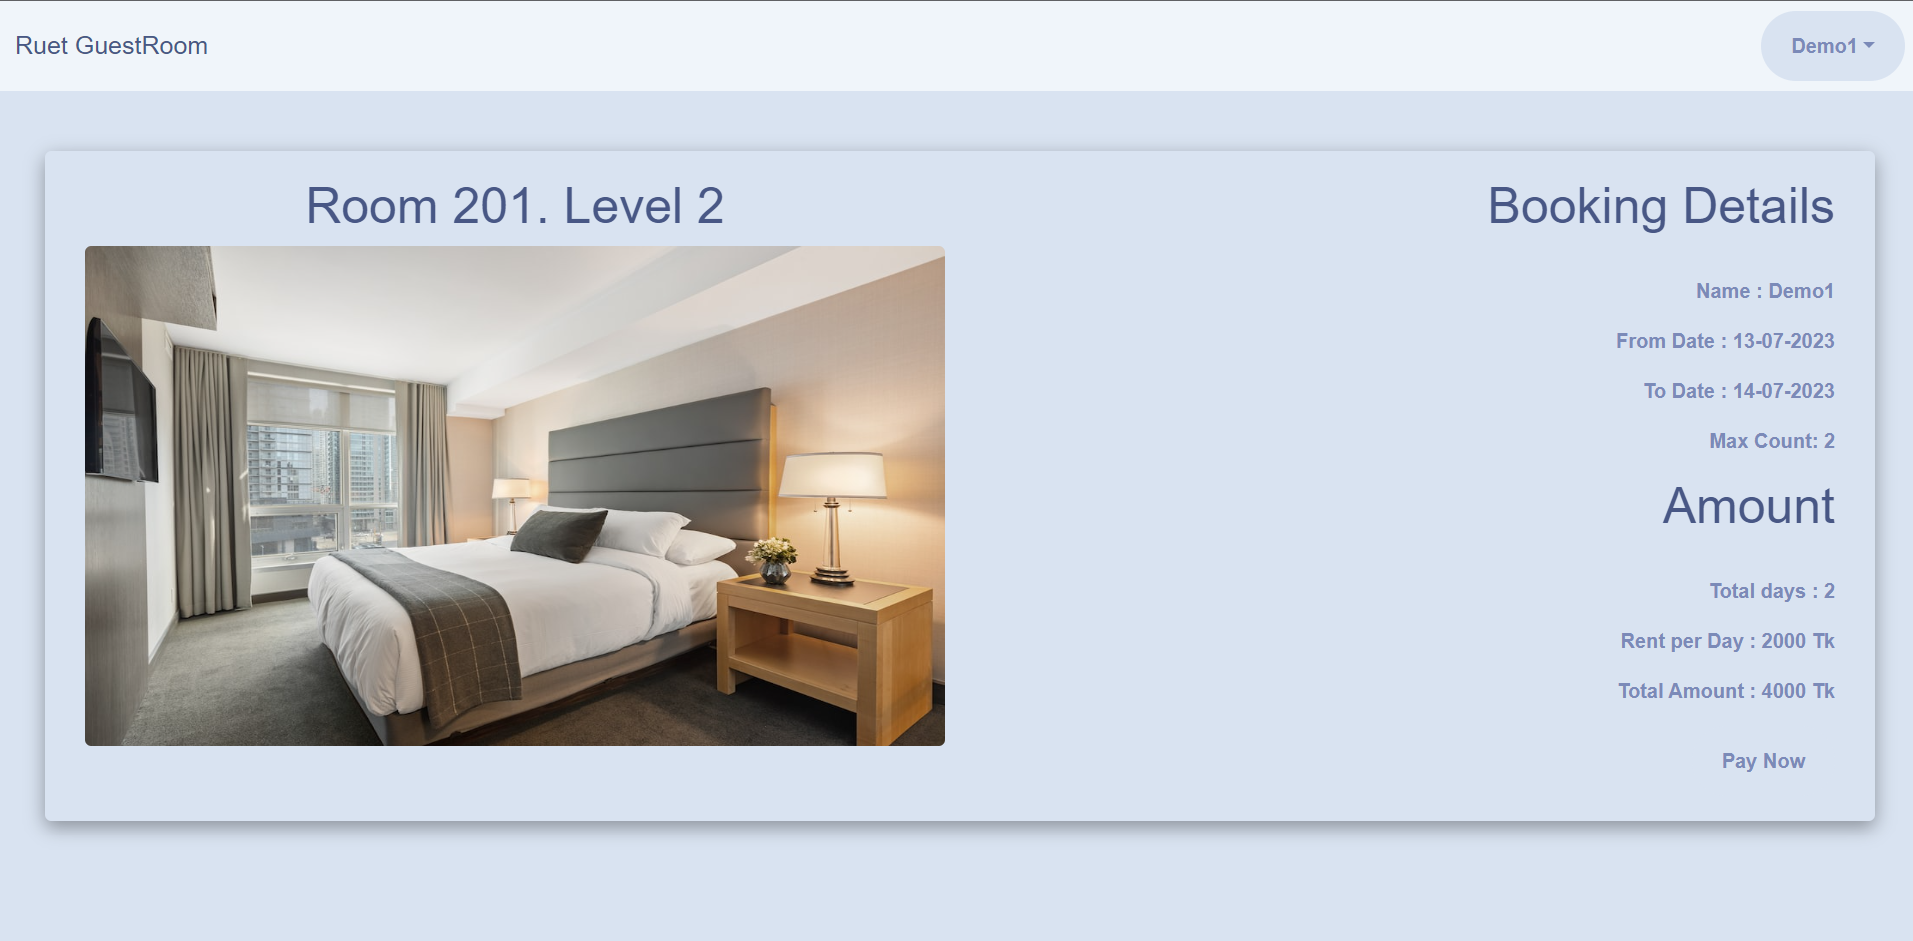 Ruet GuestRoom
Demo1
Room 201. Level 2
Booking Details
Name : Demo1
From Date : 13-07-2023
To Date : 14-07-2023
Max Count: 2
Amount
Total days : 2
Rent per Day : 2000 Tk
Total Amount : 4000 Tk
Pay Now